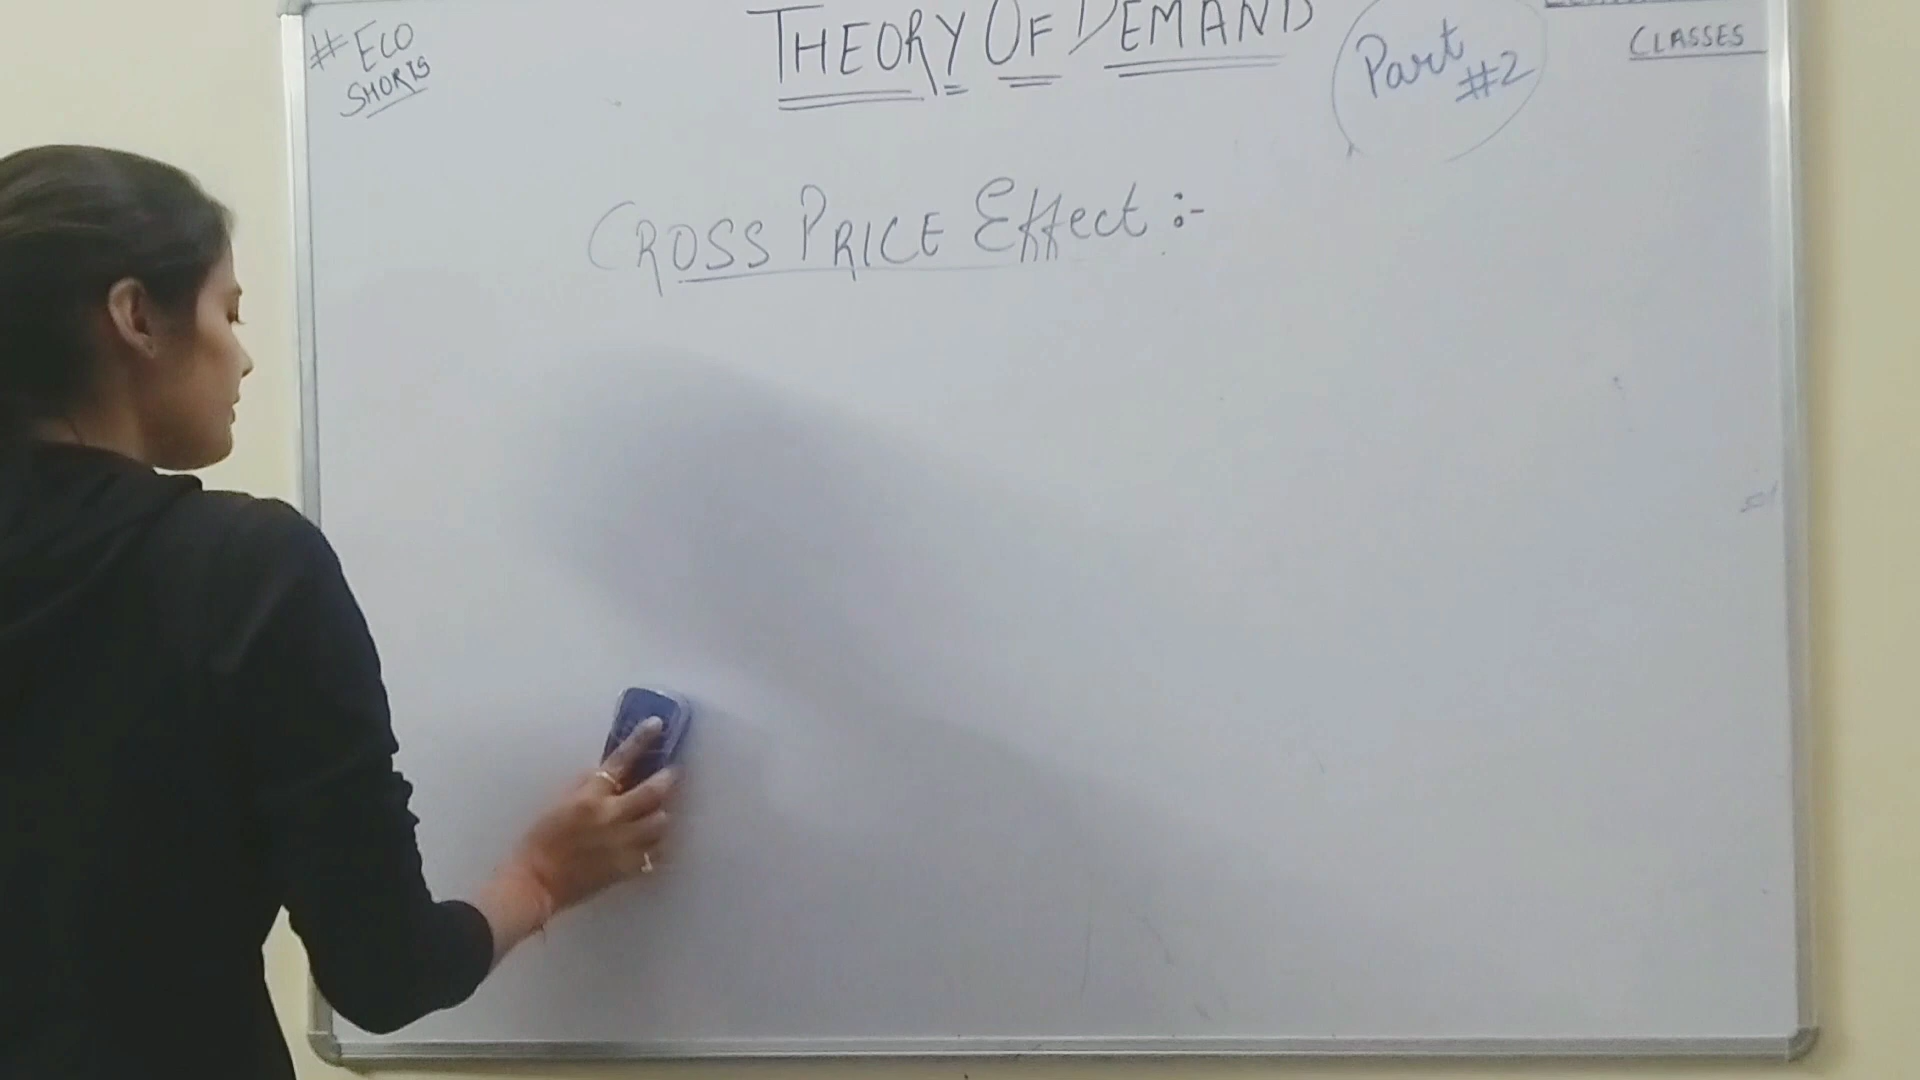 # ECO
SHORTS
THEORY OF DEMAND
Part
#2
CLASSES
CROSS PRICE Effect :-